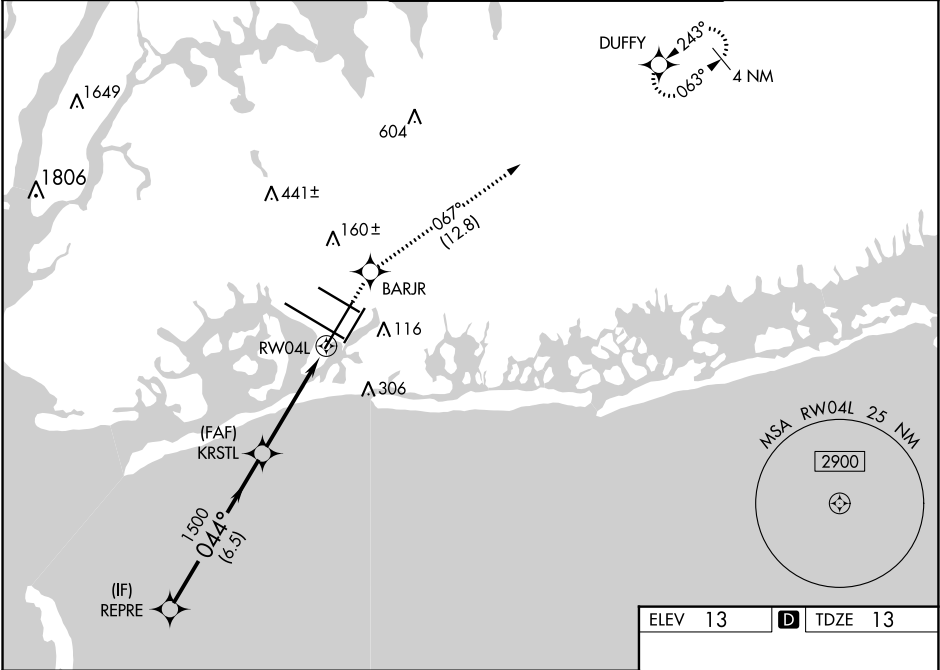 DUFFY
243°
063°
4 NM
1649
604
1806
441±
160±
067°
(12.8)
BARJR
RW04L
116
306
(FAF)
KRSTL
MSA RW04L 25 NM
2900
1500
044°
(6.5)
(IF)
REPRE
ELEV 13
D
TDZE 13